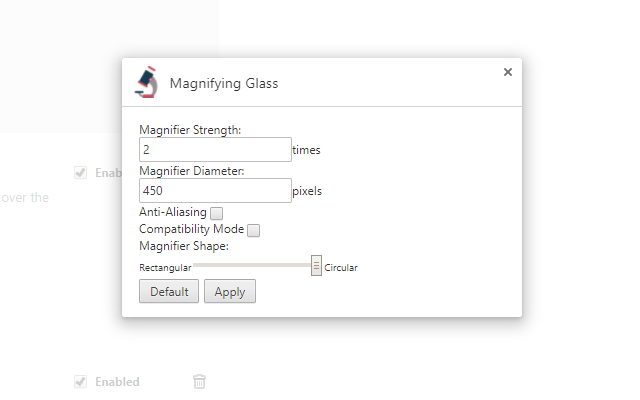 Magnifying Glass
Magnifier Strength:
2 times
Magnifier Diameter:
450 pixels
Anti-Aliasing
Compatibility Mode
Magnifier Shape:
Rectangular Circular
Default Apply
Enab
over the
Enabled